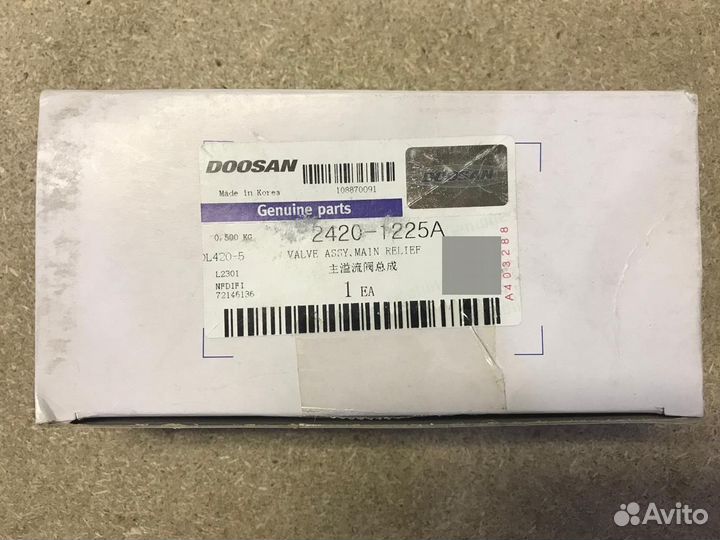 DOOSAN
Made in Korea
108870091
DOOSAN
Genuine parts
0.500 KG
2420-1225A
DL420-5
VALVE ASSY,MAIN RELIEF
L2301
主溢流阀总成
NFDIFI
72146136
1 EA
A403288
Avito